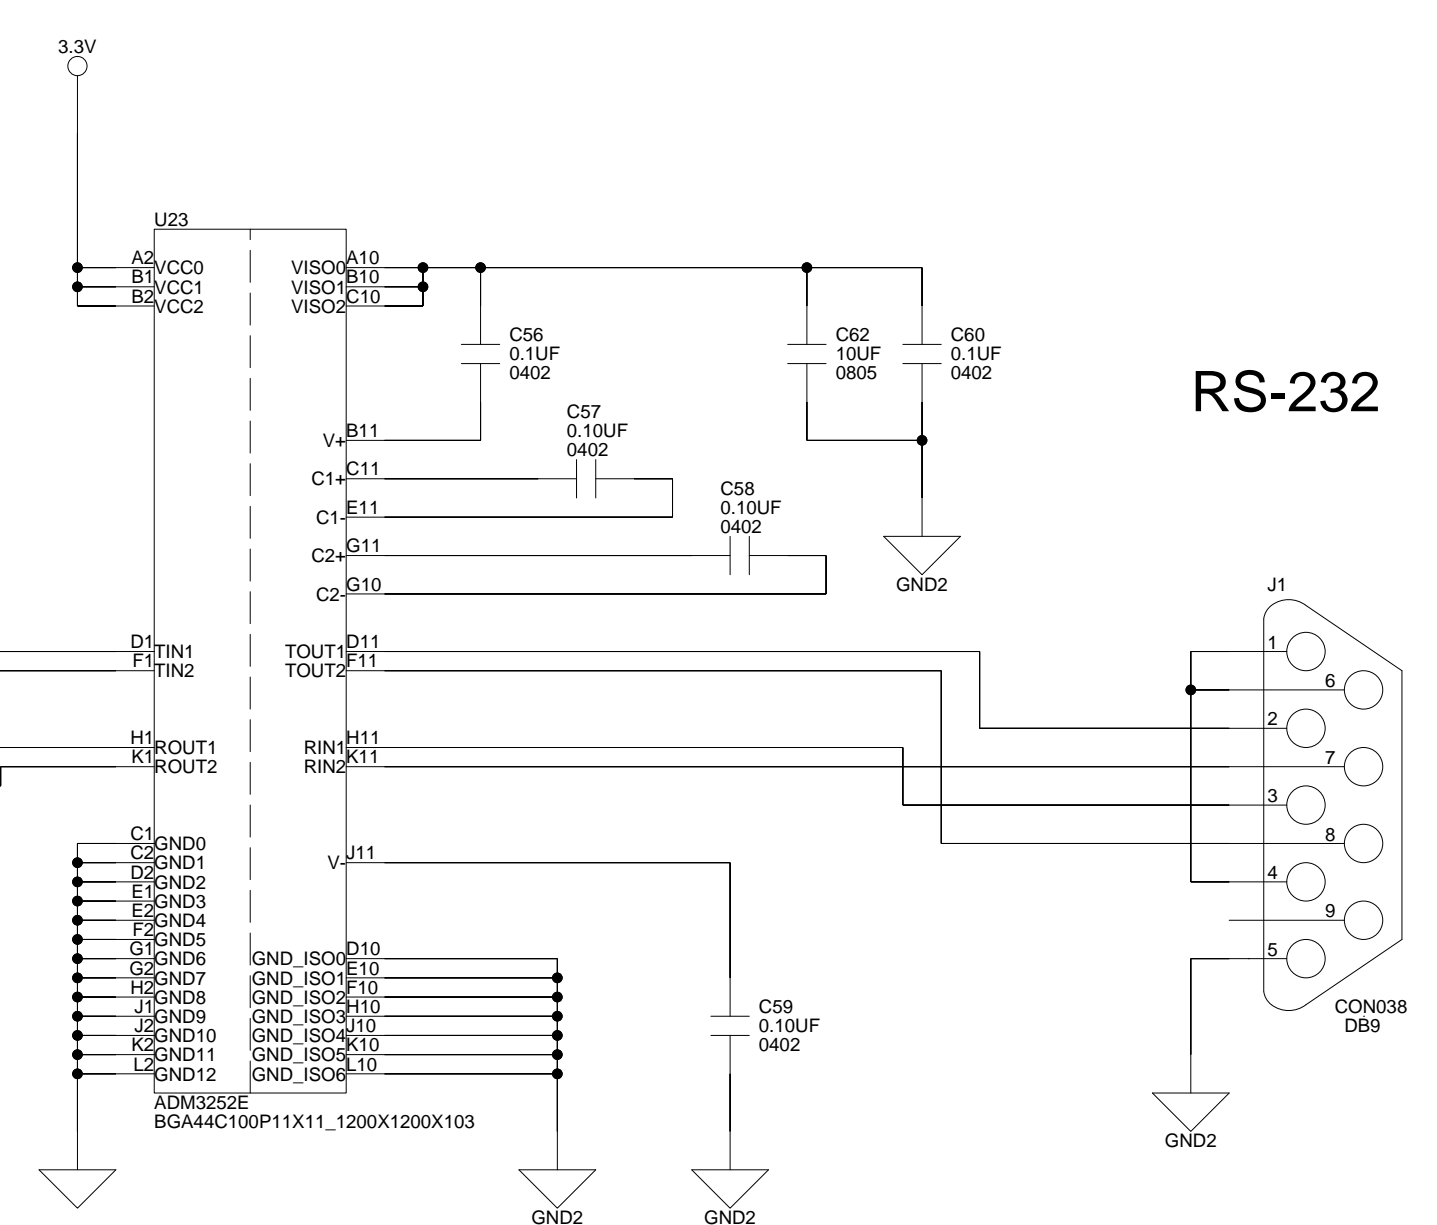 3.3V
U23
A2 VCC0 VISO0 A10
B1 VCC1 VISO1 B10
B2 VCC2 VISO2 C10
C56
0.1UF
0402
C62
10UF
0805
C60
0.1UF
0402
RS-232
C57
0.10UF
0402
V+ B11
C1+ C11
C1- E11
C58
0.10UF
0402
C2+ G11
C2- G10
GND2
J1
D1 TIN1 TOUT1 D11
F1 TIN2 TOUT2 F11
H1 ROUT1 RIN1 H11
K1 ROUT2 RIN2 K11
1
6
2
7
3
8
4
9
5
C1 GND0
C2 GND1 V- J11
D2 GND2
E1 GND3
E2 GND4
F2 GND5
G1 GND6 GND_ISO0 D10
G2 GND7 GND_ISO1 E10
H2 GND8 GND_ISO2 F10
J1 GND9 GND_ISO3 H10
J2 GND10 GND_ISO4 J10
K2 GND11 GND_ISO5 K10
L2 GND12 GND_ISO6 L10
C59
0.10UF
0402
CON038
DB9
ADM3252E
BGA44C100P11X11_1200X1200X103
GND2
GND2
GND2